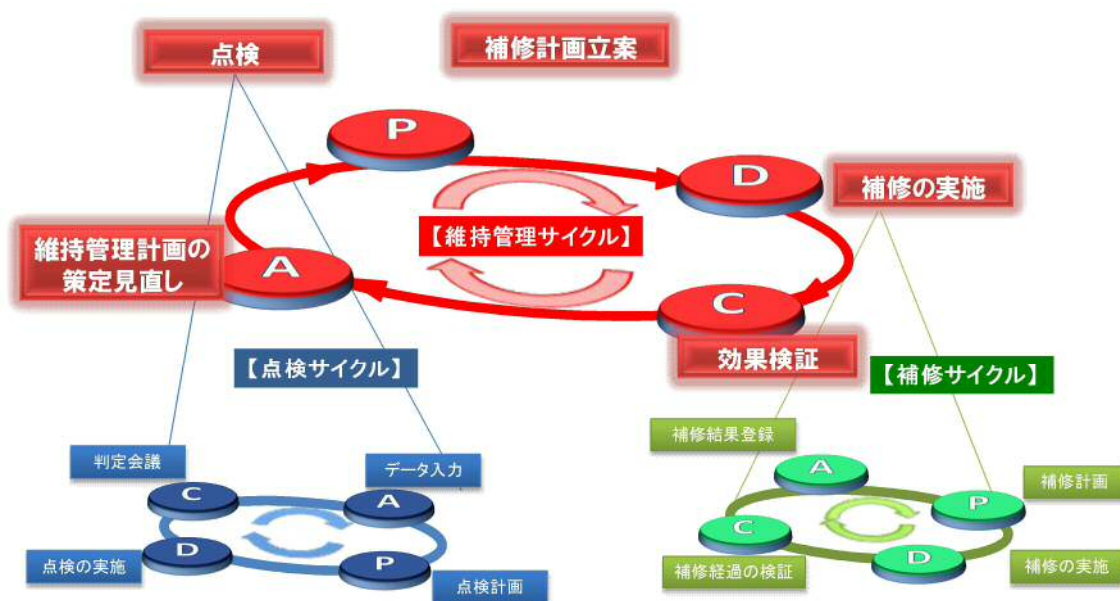 点検
補修計画立案
P
D
補修の実施
【維持管理サイクル】
維持管理計画の
策定見直し
A
C
効果検証
【点検サイクル】
【補修サイクル】
判定会議
データ入力
C
A
D
P
点検の実施
点検計画
補修結果登録
A
補修計画
P
C
D
補修経過の検証
補修の実施